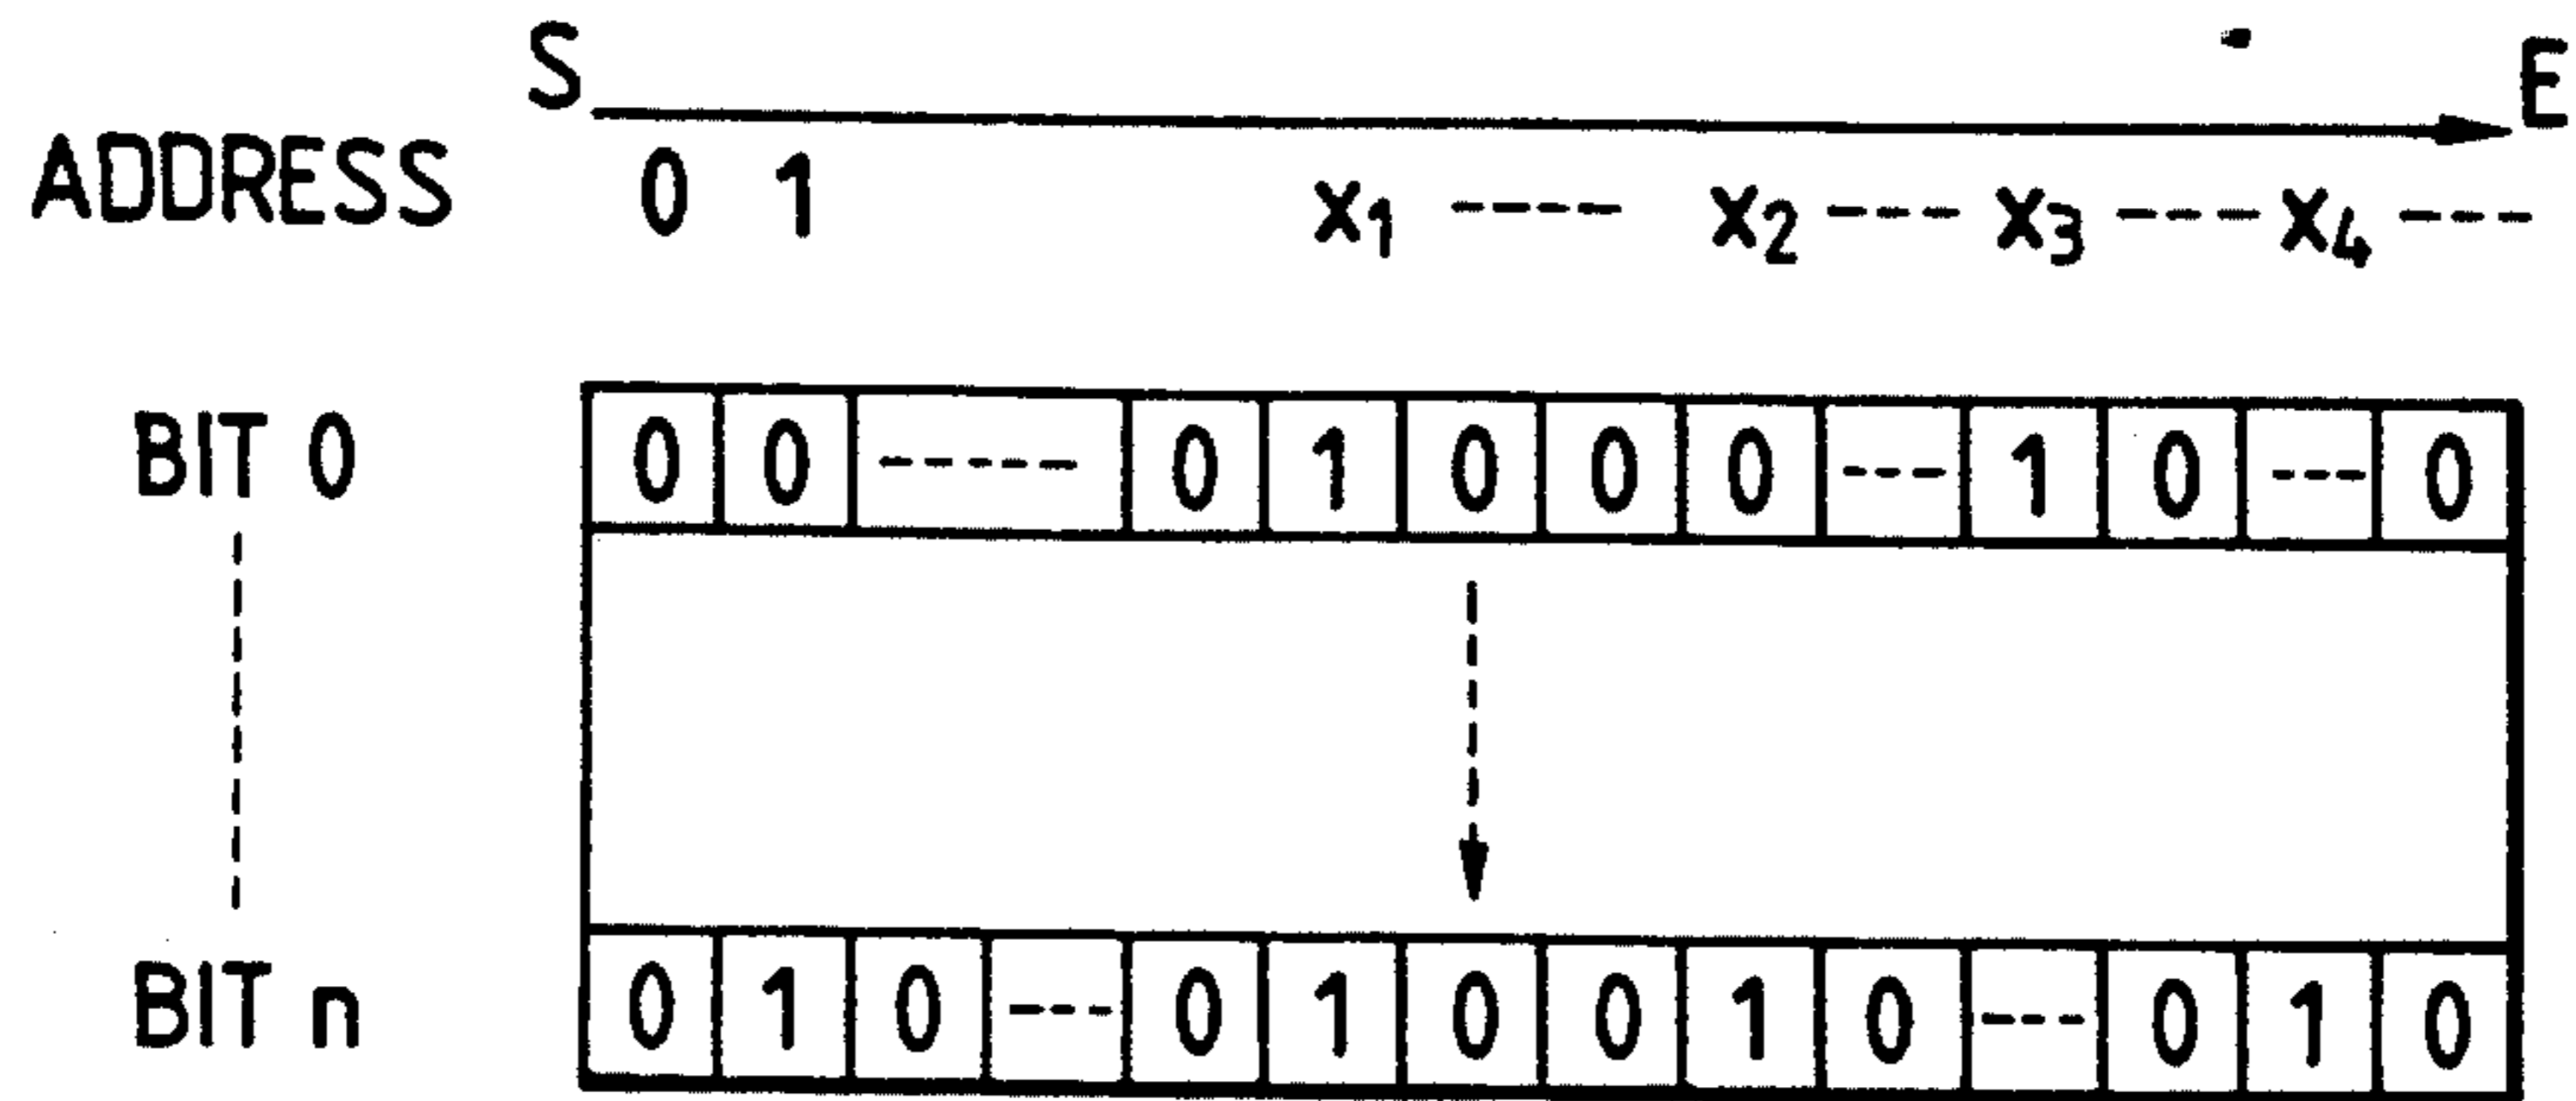 S E
ADDRESS 0 1 x₁ ---- x₂ --- x₃ --- x₄ ---
BIT 0 0 0 ----- 0 1 0 0 0 --- 1 0 --- 0
BIT n 0 1 0 --- 0 1 0 0 1 0 --- 0 1 0